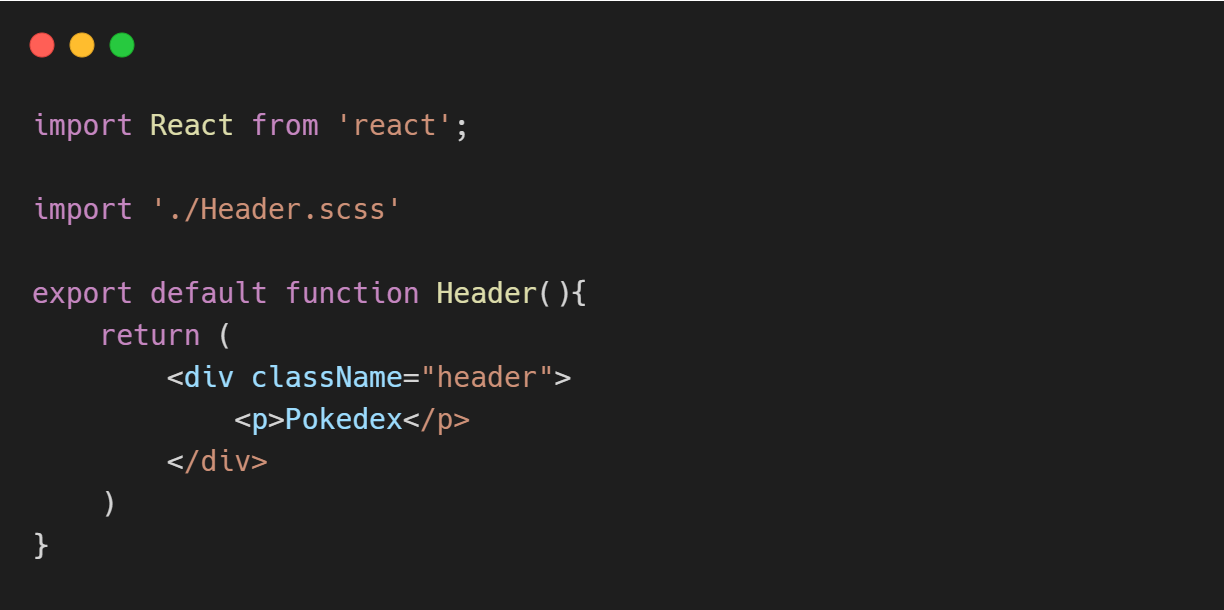 import React from 'react';
import './Header.scss'
export default function Header(){
    return (
        <div className="header">
            <p>Pokedex</p>
        </div>
    )
}